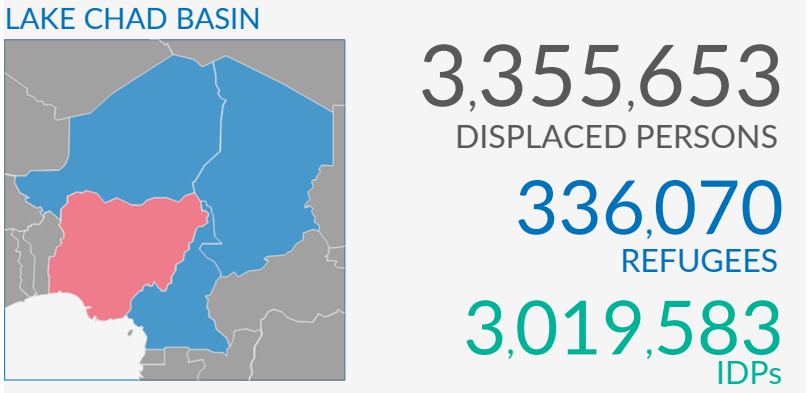 LAKE CHAD BASIN
3,355,653
DISPLACED PERSONS
336,070
REFUGEES
3,019,583
IDPs